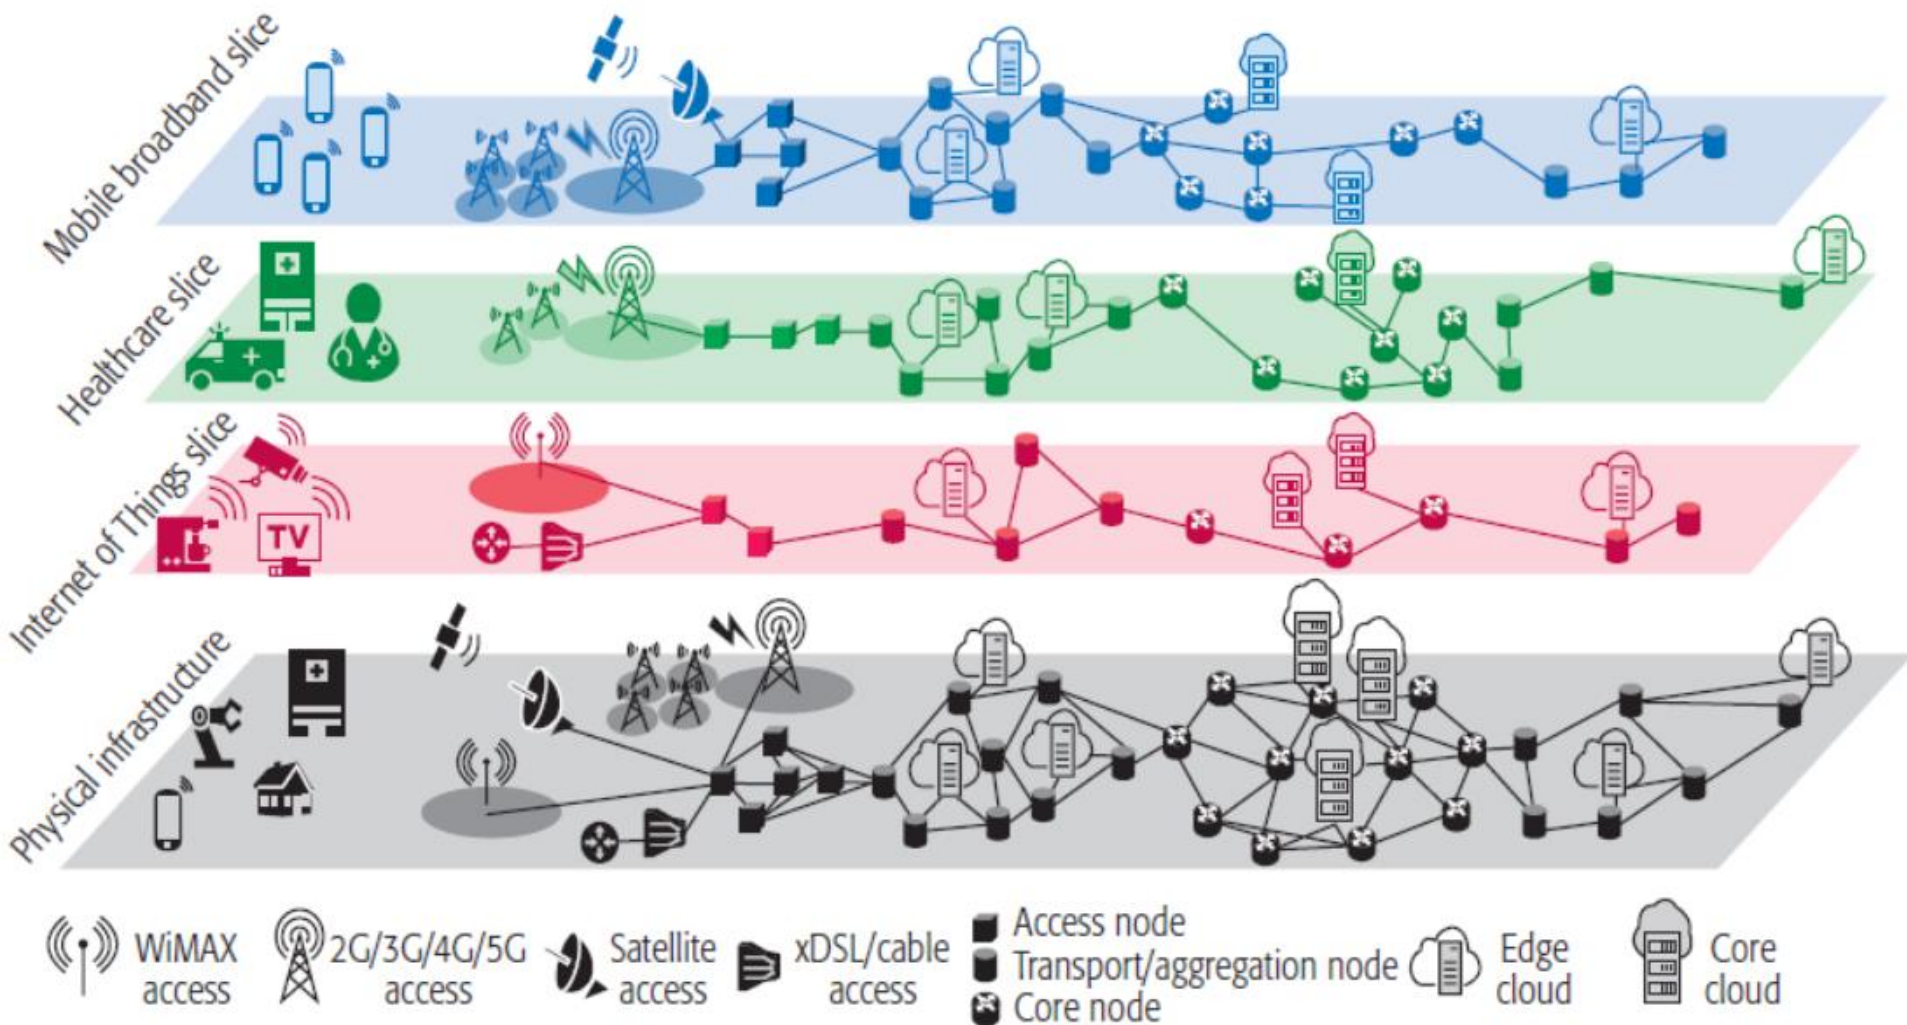 Mobile broadband slice
Healthcare slice
Internet of Things slice
TV
Physical infrastructure
WiMAX
access
2G/3G/4G/5G
access
Satellite
access
xDSL/cable
access
Access node
Transport/aggregation node
Core node
Edge
cloud
Core
cloud